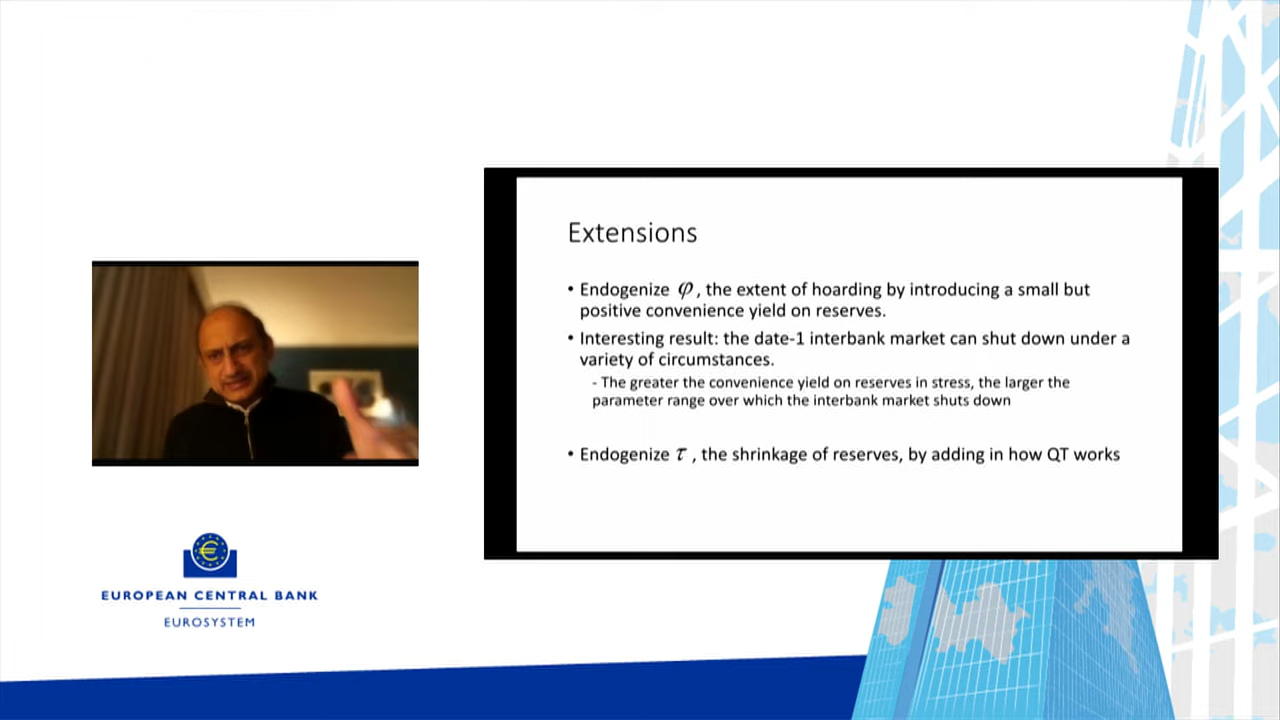 Extensions
• Endogenize φ, the extent of hoarding by introducing a small but
positive convenience yield on reserves.
• Interesting result: the date-1 interbank market can shut down under a
variety of circumstances.
- The greater the convenience yield on reserves in stress, the larger the
parameter range over which the interbank market shuts down
• Endogenize τ, the shrinkage of reserves, by adding in how QT works
EUROPEAN CENTRAL BANK
EUROSYSTEM